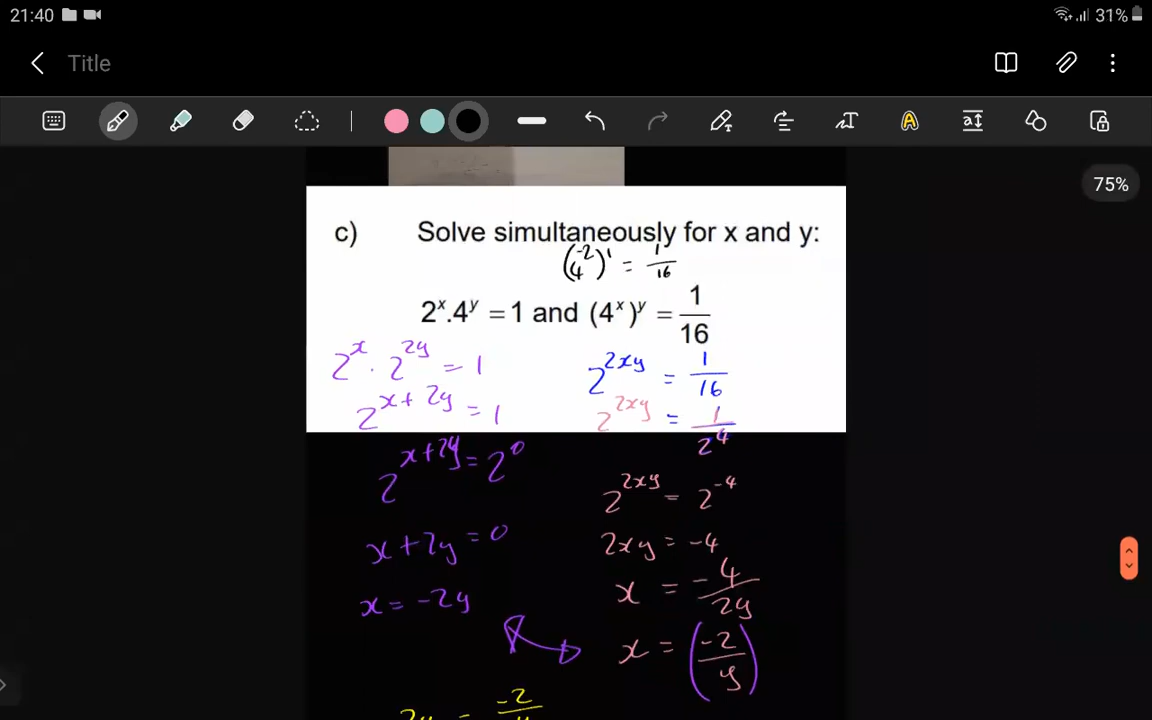 21:40
31%
Title
75%
c) Solve simultaneously for x and y:
(4⁻²)¹ = 1/16
2ˣ.4ʸ = 1 and (4ˣ)ʸ = 1/16
2ˣ · 2²ʸ = 1
2²ˣʸ = 1/16
2ˣ⁺²ʸ = 1
2²ˣʸ = 1/2⁴
2ˣ⁺²ʸ = 2⁰
2²ˣʸ = 2⁻⁴
x + 2y = 0
2xy = -4
x = -2y
x = -4/2y
x = (-2/y)